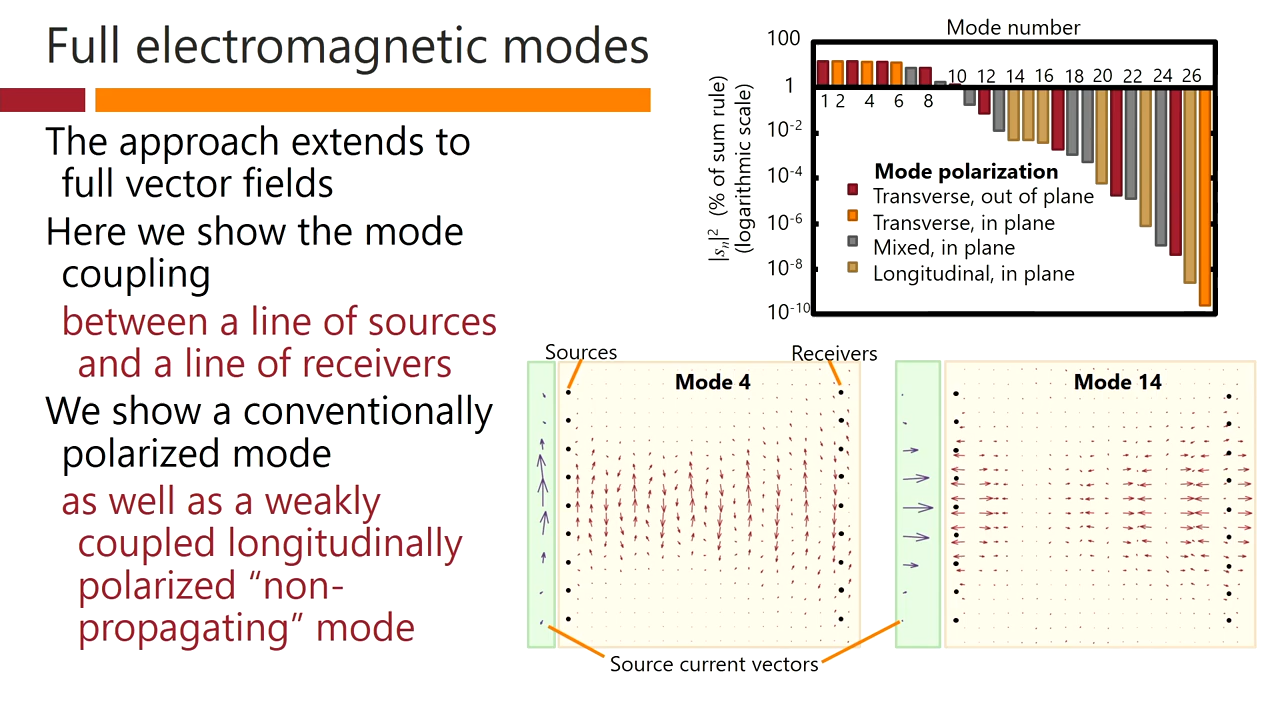 Full electromagnetic modes
The approach extends to
full vector fields
Here we show the mode
coupling
between a line of sources
and a line of receivers
We show a conventionally
polarized mode
as well as a weakly
coupled longitudinally
polarized “non-
propagating” mode
Mode number
100
1
10-2
10-4
10-6
10-8
10-10
|sn|2 (% of sum rule)
(logarithmic scale)
10 12 14 16 18 20 22 24 26
1 2 4 6 8
Mode polarization
Transverse, out of plane
Transverse, in plane
Mixed, in plane
Longitudinal, in plane
Sources
Receivers
Mode 4
Mode 14
Source current vectors